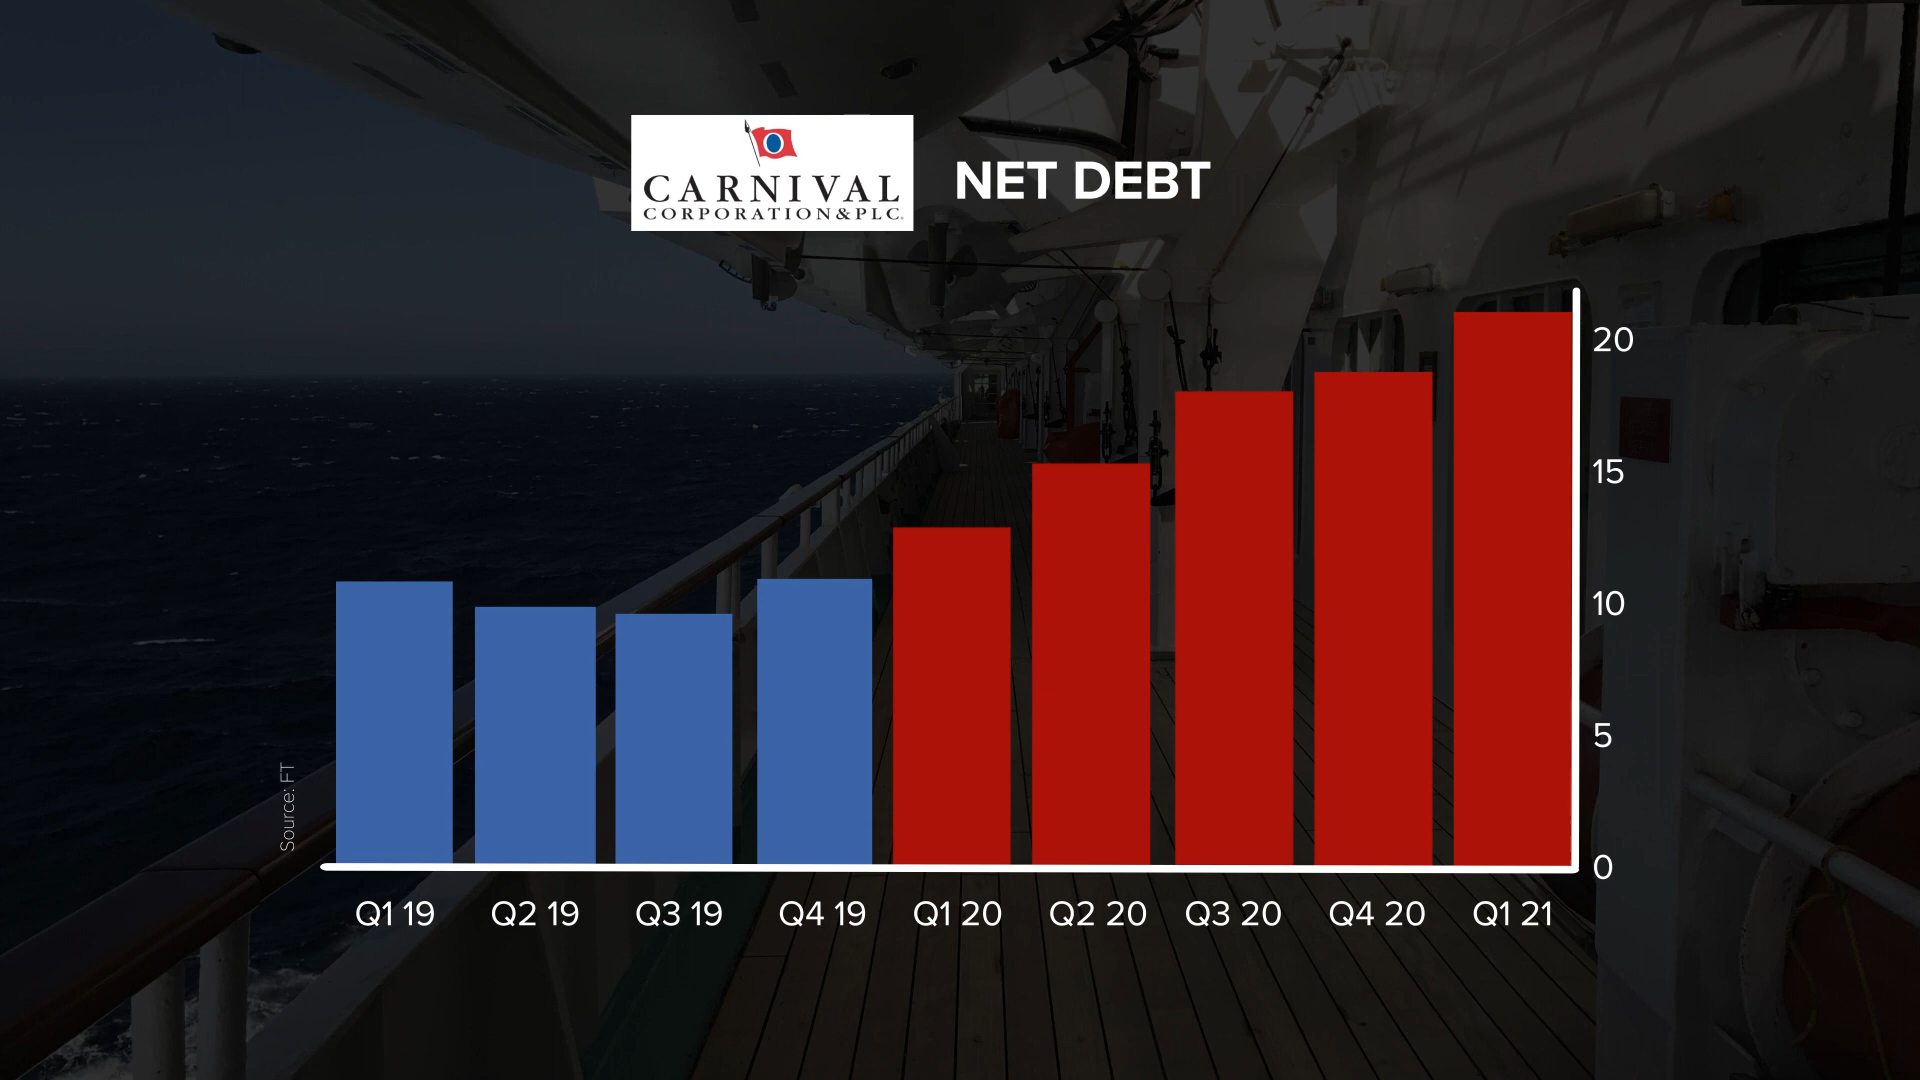 CARNIVAL
CORPORATION&PLC.
NET DEBT
20
15
10
5
0
Source: FT
Q1 19 Q2 19 Q3 19 Q4 19 Q1 20 Q2 20 Q3 20 Q4 20 Q1 21